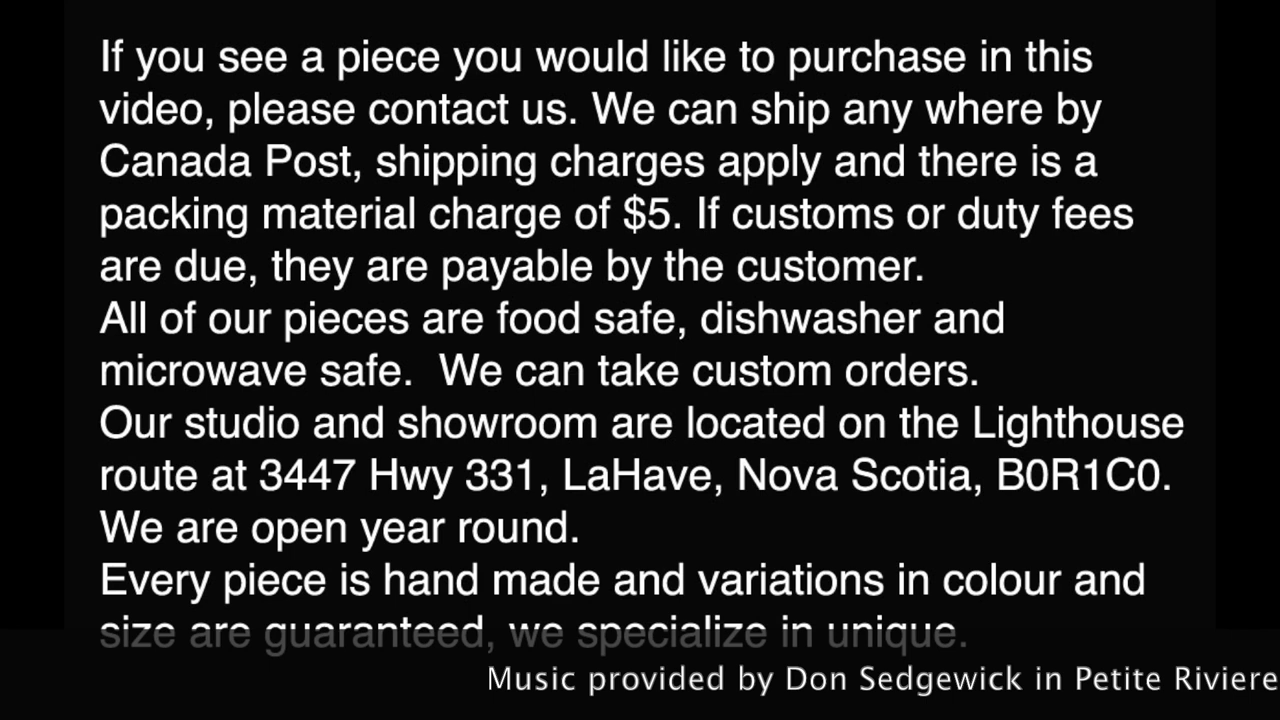 If you see a piece you would like to purchase in this
video, please contact us. We can ship any where by
Canada Post, shipping charges apply and there is a
packing material charge of $5. If customs or duty fees
are due, they are payable by the customer.
All of our pieces are food safe, dishwasher and
microwave safe.  We can take custom orders.
Our studio and showroom are located on the Lighthouse
route at 3447 Hwy 331, LaHave, Nova Scotia, B0R1C0.
We are open year round.
Every piece is hand made and variations in colour and
size are guaranteed, we specialize in unique.
Music provided by Don Sedgewick in Petite Riviere